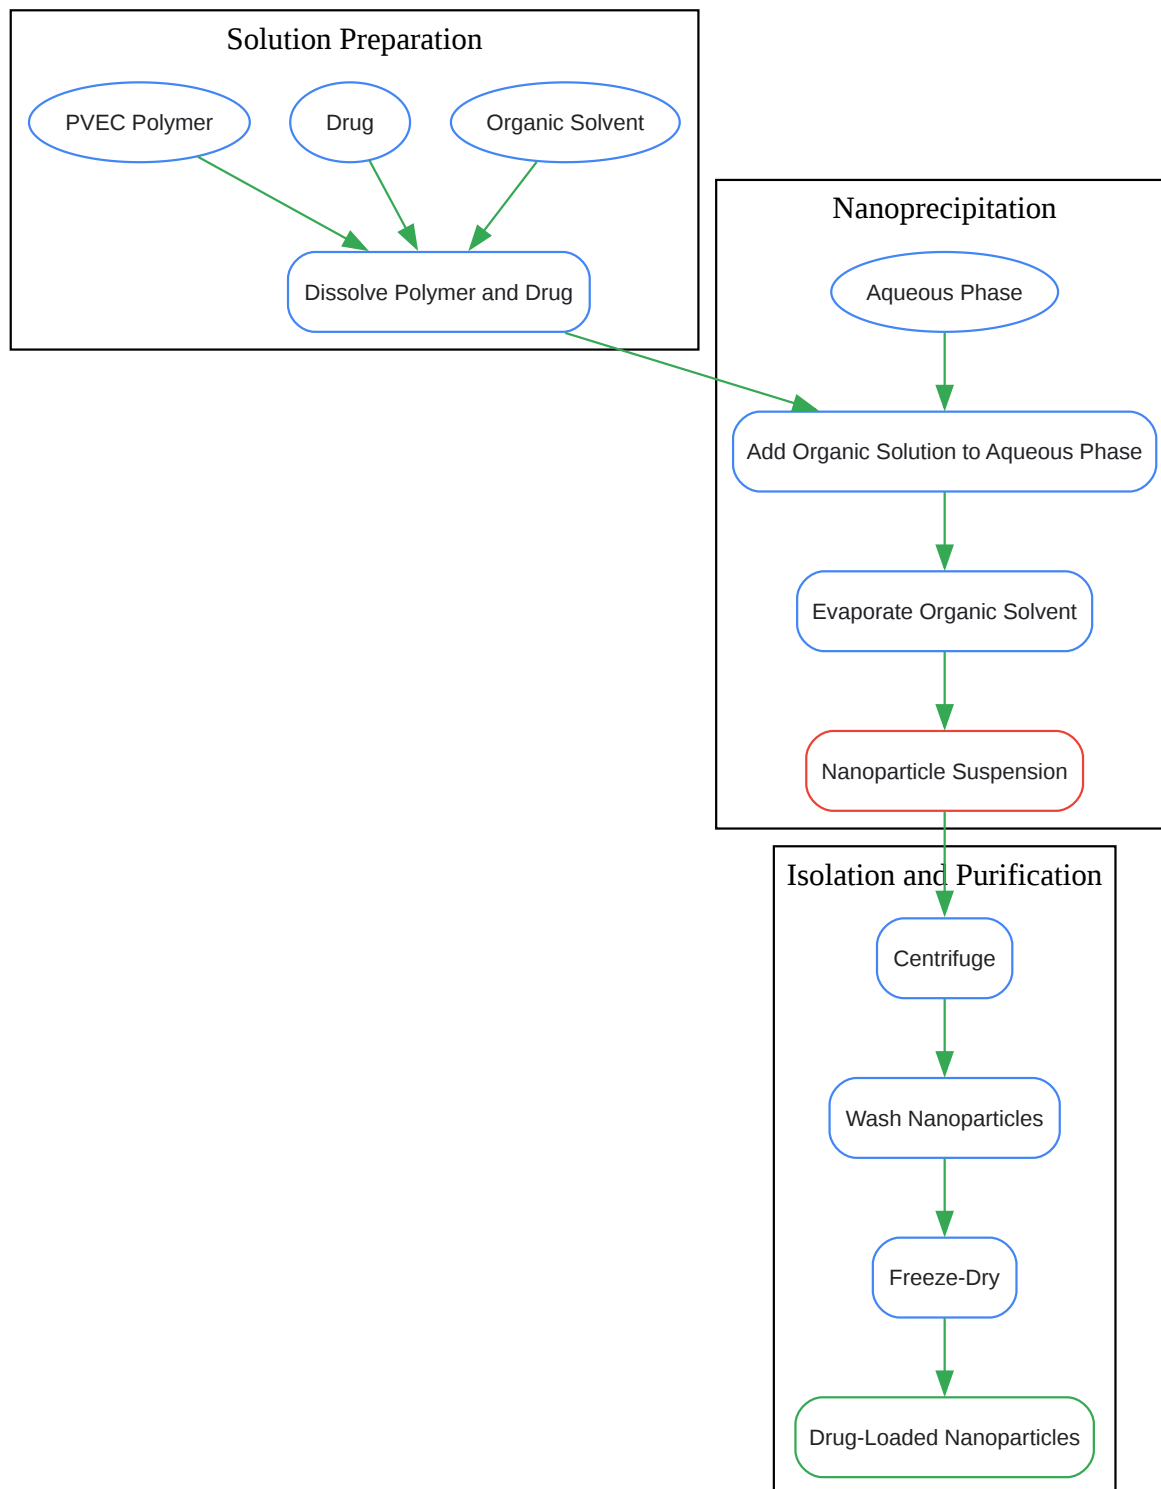 Solution Preparation
PVEC Polymer
Drug
Organic Solvent
Dissolve Polymer and Drug
Nanoprecipitation
Aqueous Phase
Add Organic Solution to Aqueous Phase
Evaporate Organic Solvent
Nanoparticle Suspension
Isolation and Purification
Centrifuge
Wash Nanoparticles
Freeze-Dry
Drug-Loaded Nanoparticles